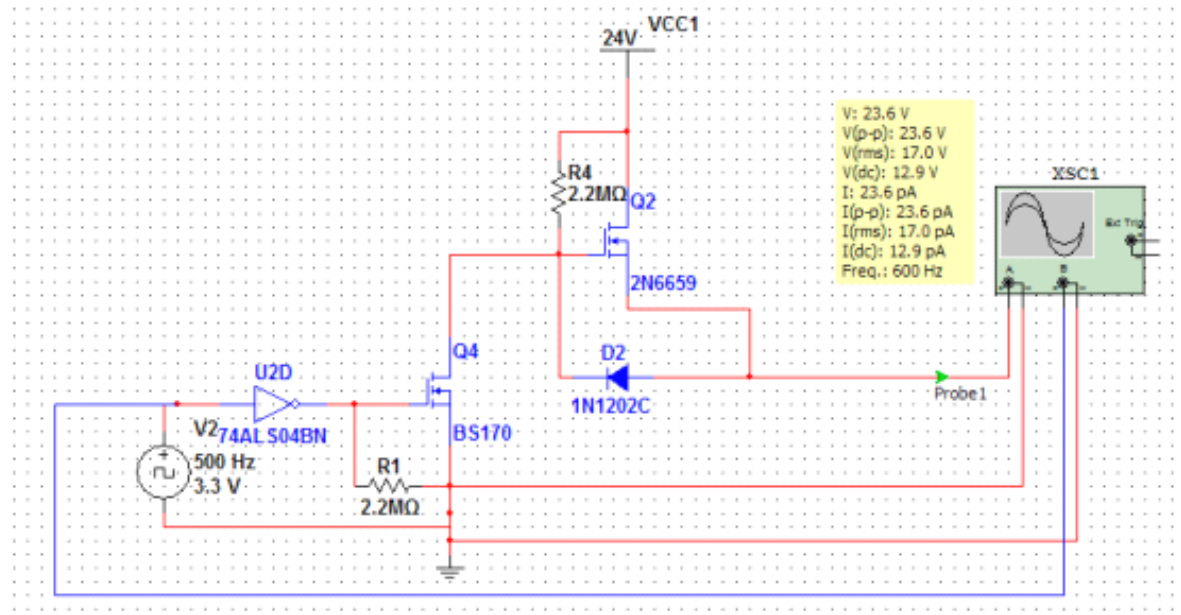 VCC1
24V
R4
2.2MΩ
Q2
2N6659
V: 23.6 V
V(p-p): 23.6 V
V(rms): 17.0 V
V(dc): 12.9 V
I: 23.6 pA
I(p-p): 23.6 pA
I(rms): 17.0 pA
I(dc): 12.9 pA
Freq.: 600 Hz
XSC1
Ext Trig
A
B
Q4
BS170
D2
1N1202C
Probe1
U2D
74ALS04BN
V2
500 Hz
3.3 V
R1
2.2MΩ